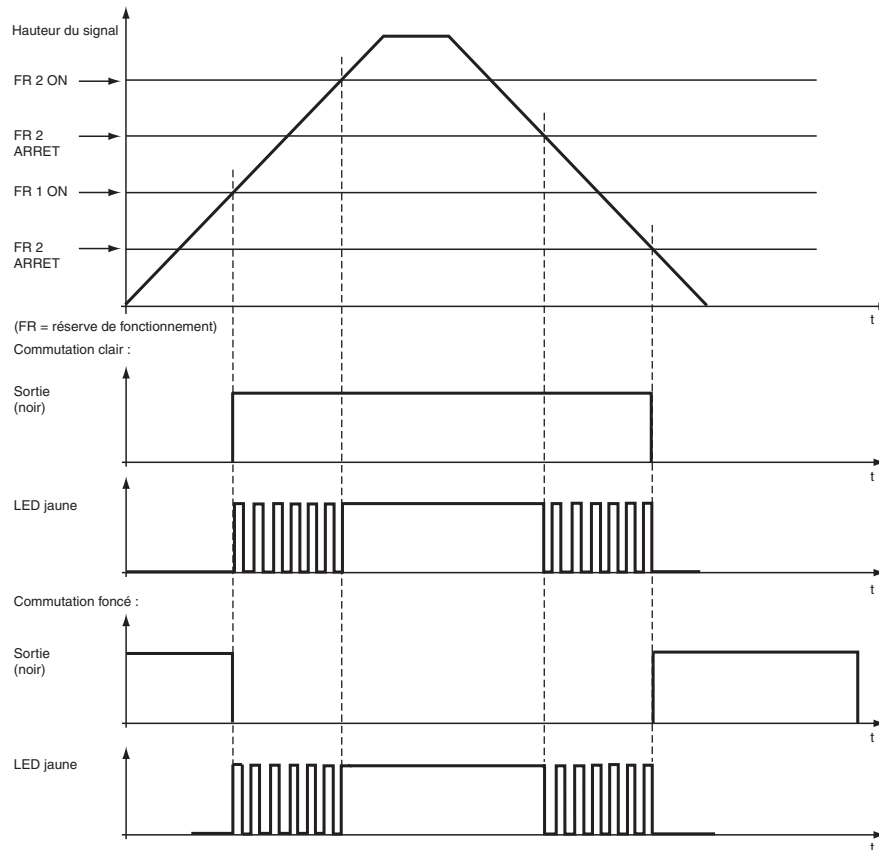 Hauteur du signal
FR 2 ON
FR 2
ARRET
FR 1 ON
FR 2
ARRET
t
(FR = réserve de fonctionnement)
Commutation clair :
Sortie
(noir)
t
LED jaune
t
Commutation foncé :
Sortie
(noir)
t
LED jaune
t